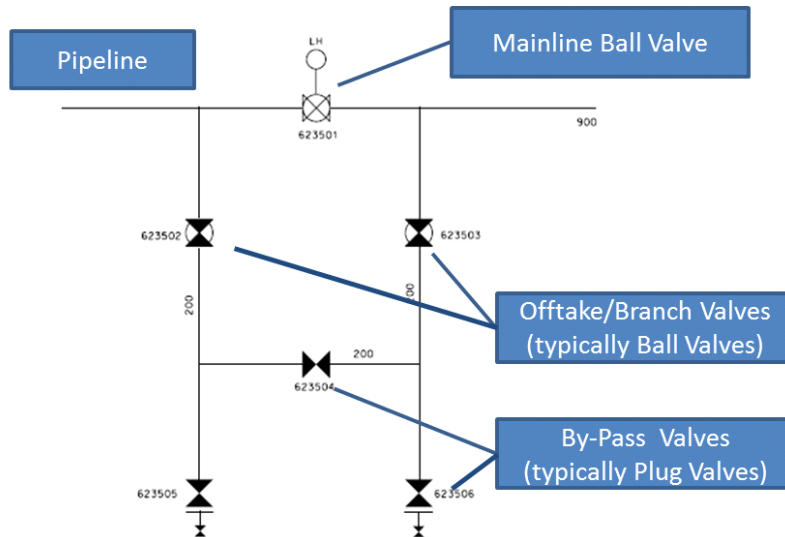 LH
Mainline Ball Valve
Pipeline
623501
900
623502
623503
200
200
Offtake/Branch Valves
(typically Ball Valves)
200
623504
By-Pass Valves
(typically Plug Valves)
623505
623506